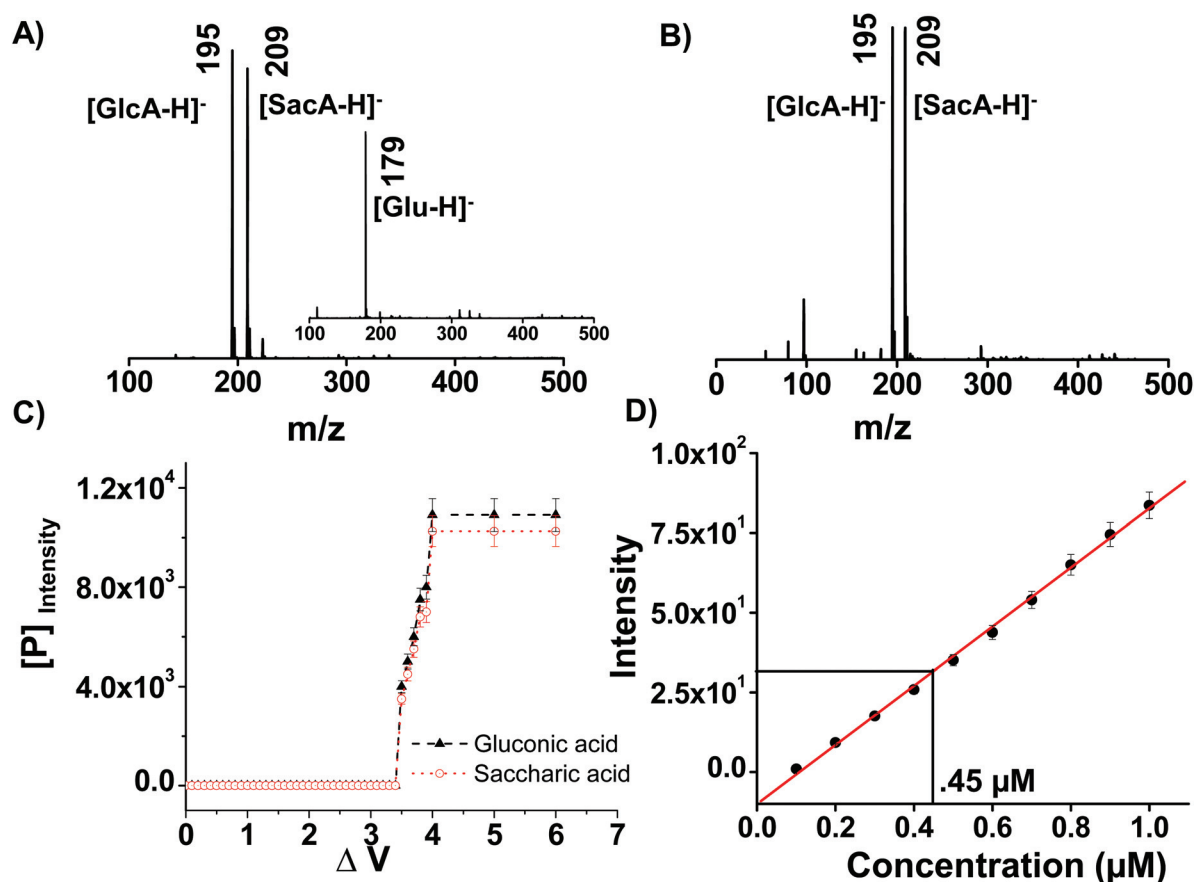 A)
195
209
[GlcA-H]-
[SacA-H]-
179
[Glu-H]-
100 200 300 400 500
100 200 300 400 500
m/z
B)
195
209
[GlcA-H]-
[SacA-H]-
0 100 200 300 400 500
m/z
C)
[P] Intensity
1.2x10⁴
8.0x10³
4.0x10³
0.0
Gluconic acid
Saccharic acid
0 1 2 3 4 5 6 7
Δ V
D)
Intensity
1.0x10²
7.5x10¹
5.0x10¹
2.5x10¹
0.0
.45 µM
0.0 0.2 0.4 0.6 0.8 1.0
Concentration (µM)